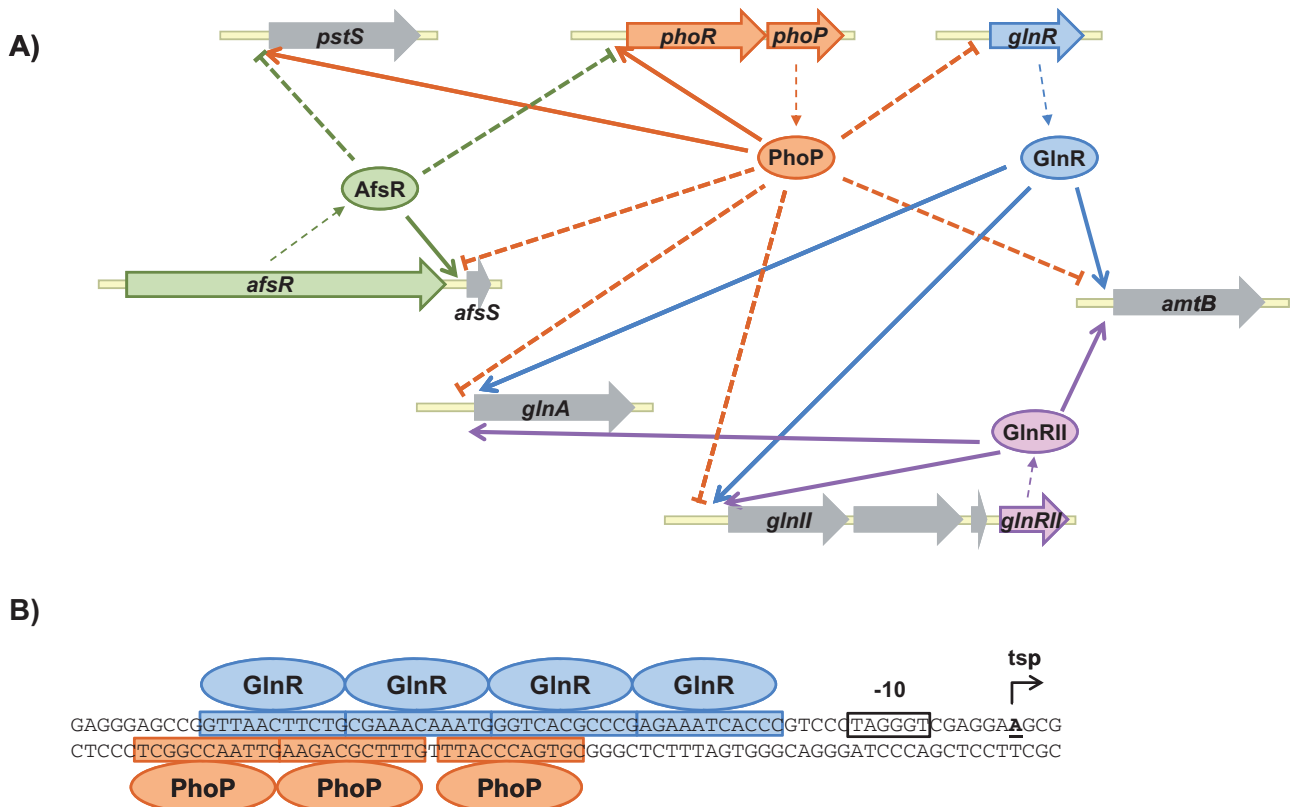 A)
pstS
phoR
phoP
glnR
PhoP
GlnR
AfsR
afsR
afsS
amtB
glnA
GlnRII
glnII
glnRII
B)
tsp
GlnR
GlnR
GlnR
GlnR
-10
GAGGGAGCCGGTTAACTTCTGCGAAACAAATGGGTCACGCCCGAGAAATCACCCGTCCCTAGGGTCGAGGAAGCG
CTCCCTCGGCCAATTGAAGACGCTTTGTTTACCCAGTGCGGGCTCTTTAGTGGGCAGGGATCCCAGCTCCTTCGC
PhoP
PhoP
PhoP